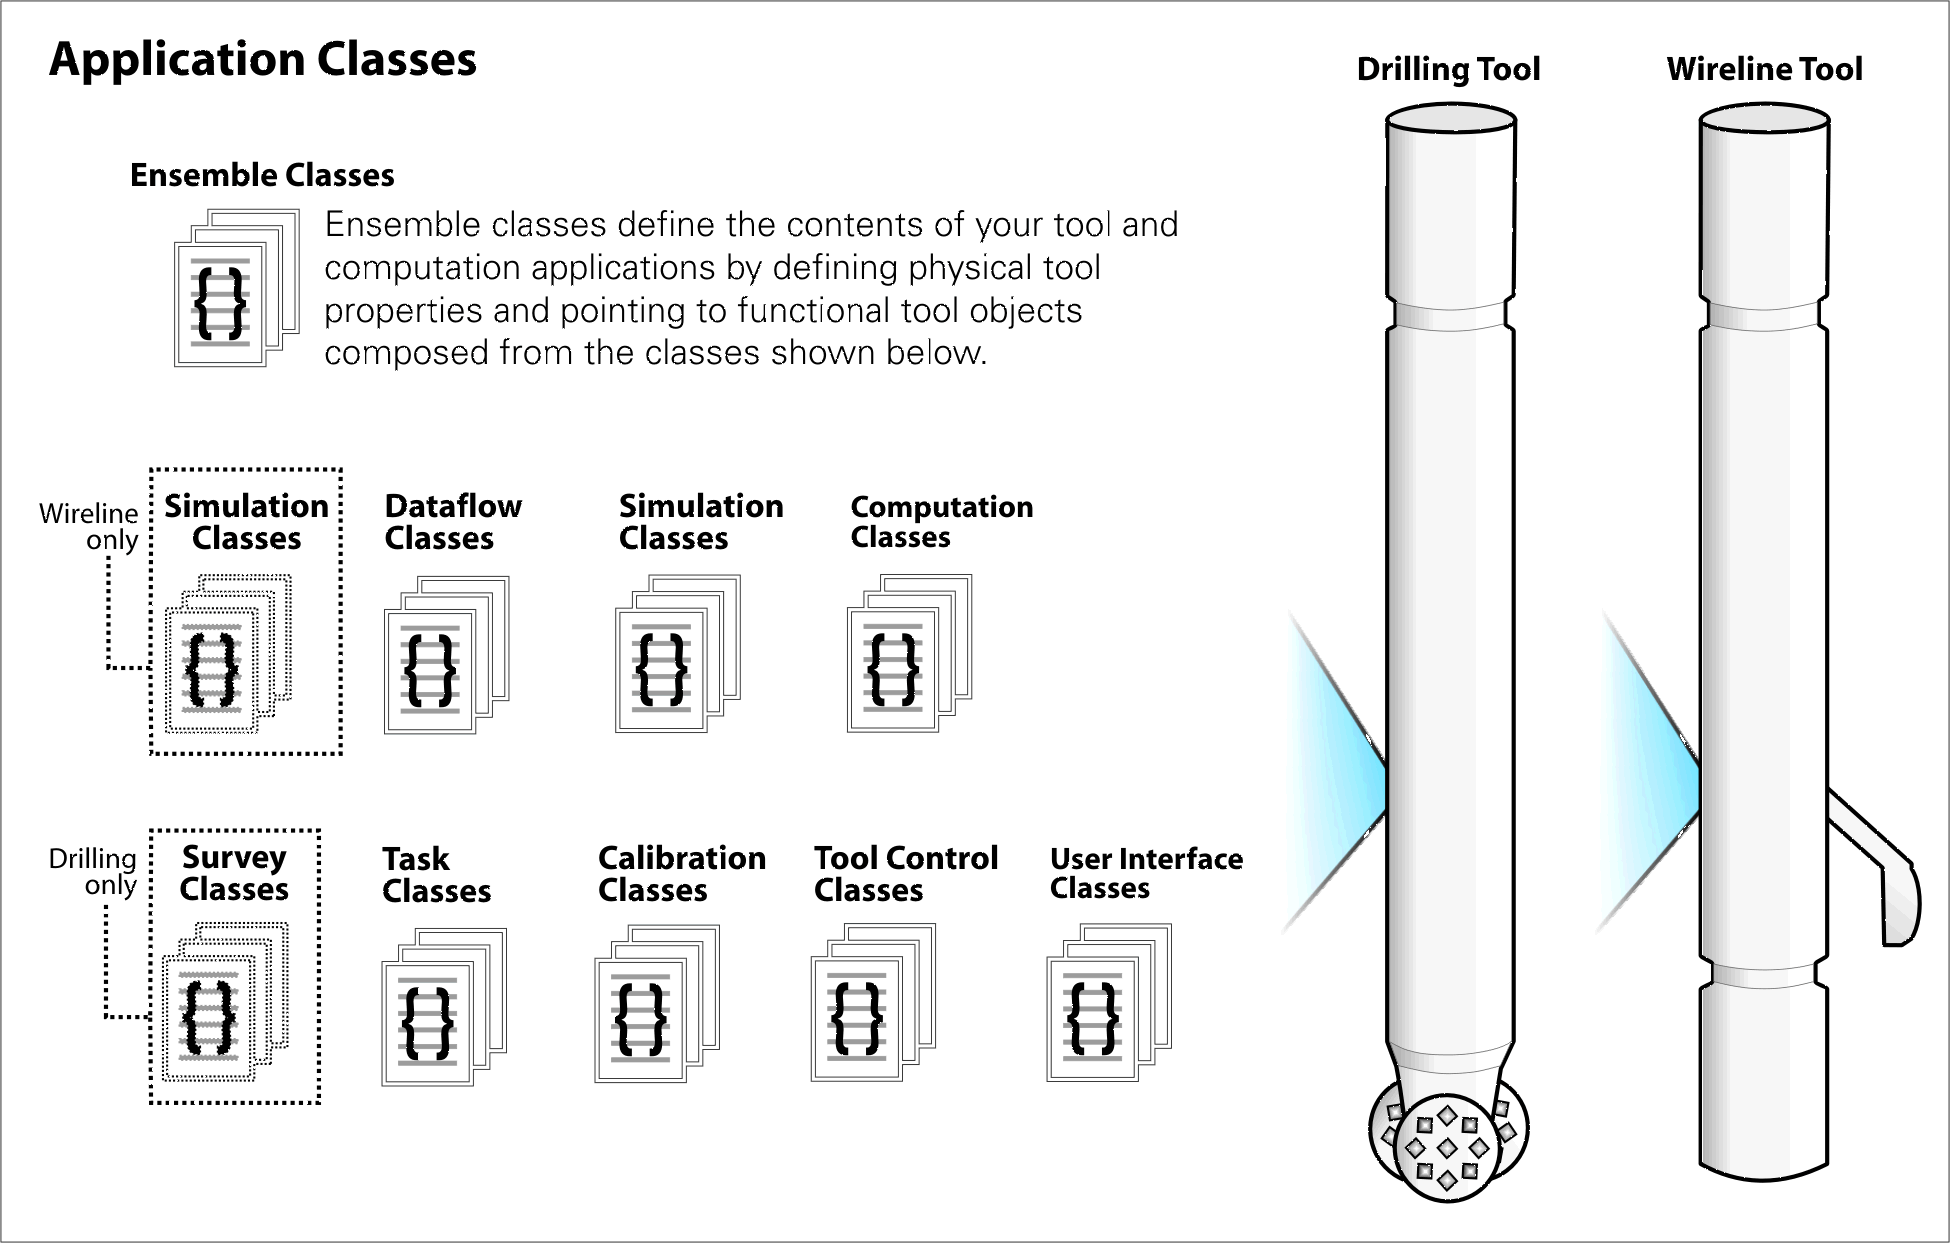 Application Classes
Drilling Tool
Wireline Tool
Ensemble Classes
Ensemble classes define the contents of your tool and
computation applications by defining physical tool
properties and pointing to functional tool objects
composed from the classes shown below.
Wireline
only
Simulation
Classes
Dataflow
Classes
Simulation
Classes
Computation
Classes
Drilling
only
Survey
Classes
Task
Classes
Calibration
Classes
Tool Control
Classes
User Interface
Classes